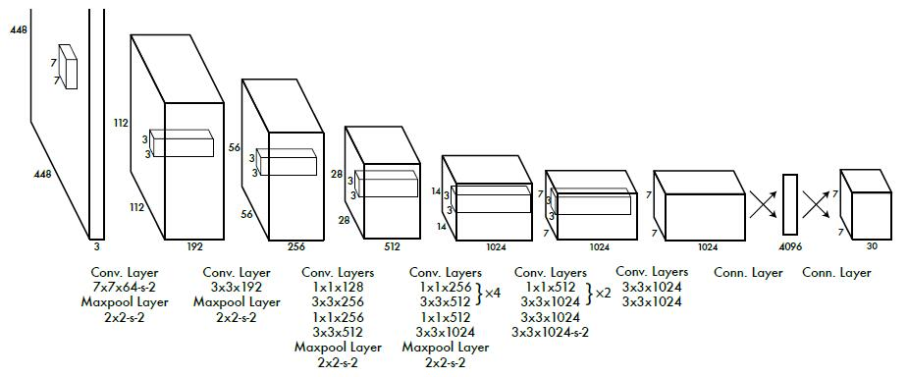 448
7
7
448
3
112
3
3
112
192
56
3
3
56
256
28
3
3
28
512
14
3
3
14
1024
7
3
3
7
1024
7
7
1024
4096
7
7
30
Conv. Layer
7x7x64-s-2
Maxpool Layer
2x2-s-2
Conv. Layer
3x3x192
Maxpool Layer
2x2-s-2
Conv. Layers
1x1x128
3x3x256
1x1x256
3x3x512
Maxpool Layer
2x2-s-2
Conv. Layers
1x1x256
3x3x512 }×4
1x1x512
3x3x1024
Maxpool Layer
2x2-s-2
Conv. Layers
1x1x512
3x3x1024 }×2
3x3x1024
3x3x1024-s-2
Conv. Layers
3x3x1024
3x3x1024
Conn. Layer
Conn. Layer